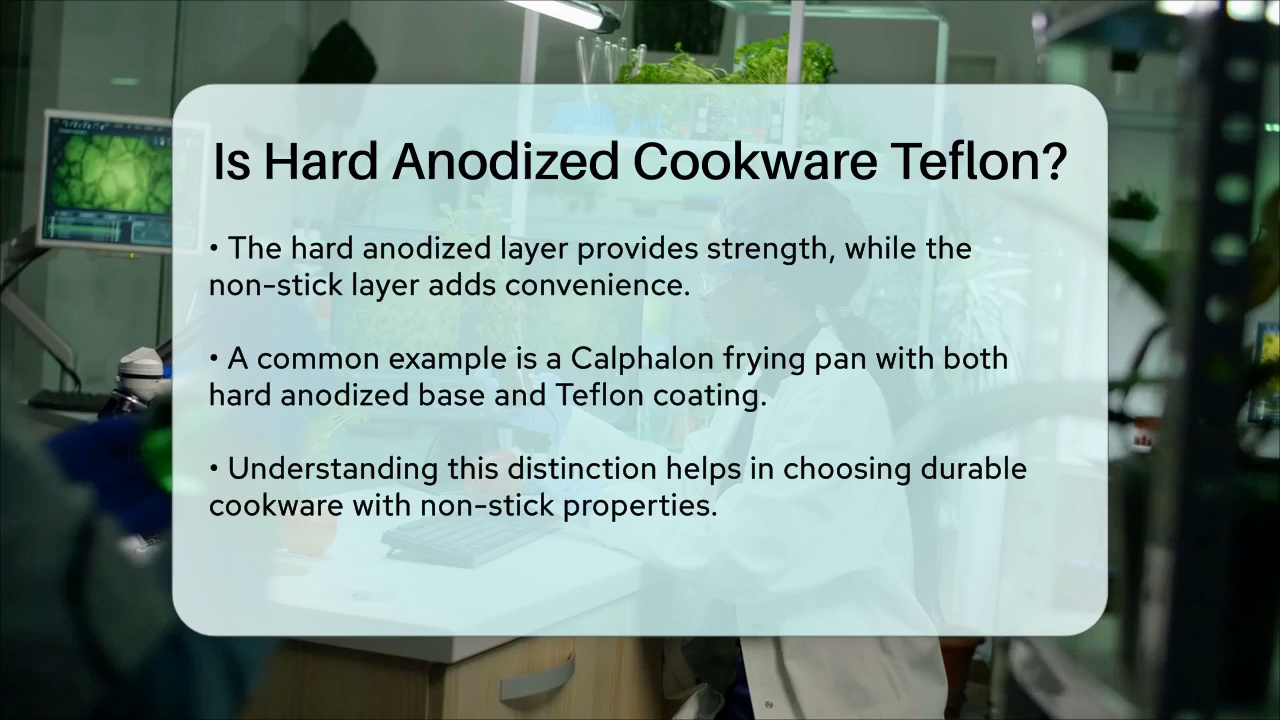 Is Hard Anodized Cookware Teflon?
• The hard anodized layer provides strength, while the
non-stick layer adds convenience.
• A common example is a Calphalon frying pan with both
hard anodized base and Teflon coating.
• Understanding this distinction helps in choosing durable
cookware with non-stick properties.